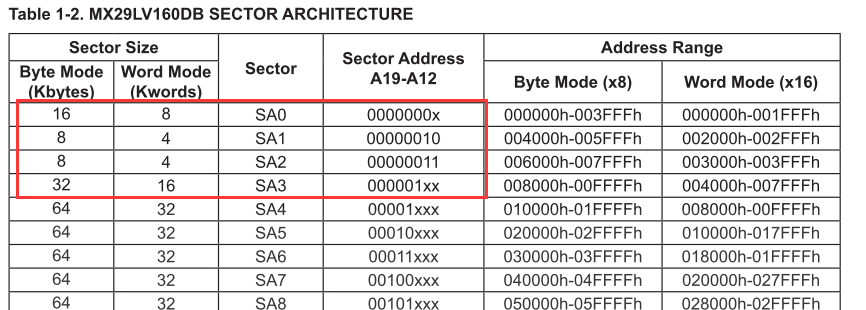 Table 1-2. MX29LV160DB SECTOR ARCHITECTURE
Sector Size Sector Sector Address A19-A12 Address Range
Byte Mode (Kbytes) Word Mode (Kwords) Byte Mode (x8) Word Mode (x16)
16 8 SA0 0000000x 000000h-003FFFh 000000h-001FFFh
8 4 SA1 00000010 004000h-005FFFh 002000h-002FFFh
8 4 SA2 00000011 006000h-007FFFh 003000h-003FFFh
32 16 SA3 000001xx 008000h-00FFFFh 004000h-007FFFh
64 32 SA4 00001xxx 010000h-01FFFFh 008000h-00FFFFh
64 32 SA5 00010xxx 020000h-02FFFFh 010000h-017FFFh
64 32 SA6 00011xxx 030000h-03FFFFh 018000h-01FFFFh
64 32 SA7 00100xxx 040000h-04FFFFh 020000h-027FFFh
64 32 SA8 00101xxx 050000h-05FFFFh 028000h-02FFFFh